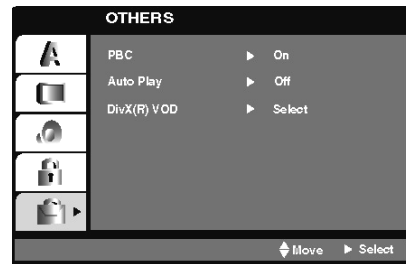 OTHERS
PBC ► On
Auto Play ► Off
DivX(R) VOD ► Select
Move ► Select